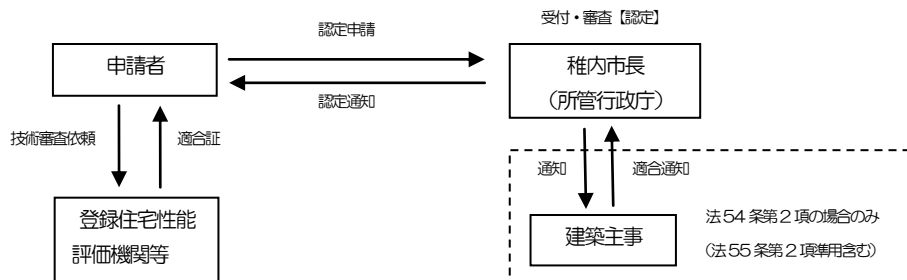 受付・審査【認定】
認定申請
申請者
稚内市長
（所管行政庁）
認定通知
技術審査依頼
適合証
通知
適合通知
登録住宅性能
評価機関等
建築主事
法54条第2項の場合のみ
（法55条第2項準用含む）